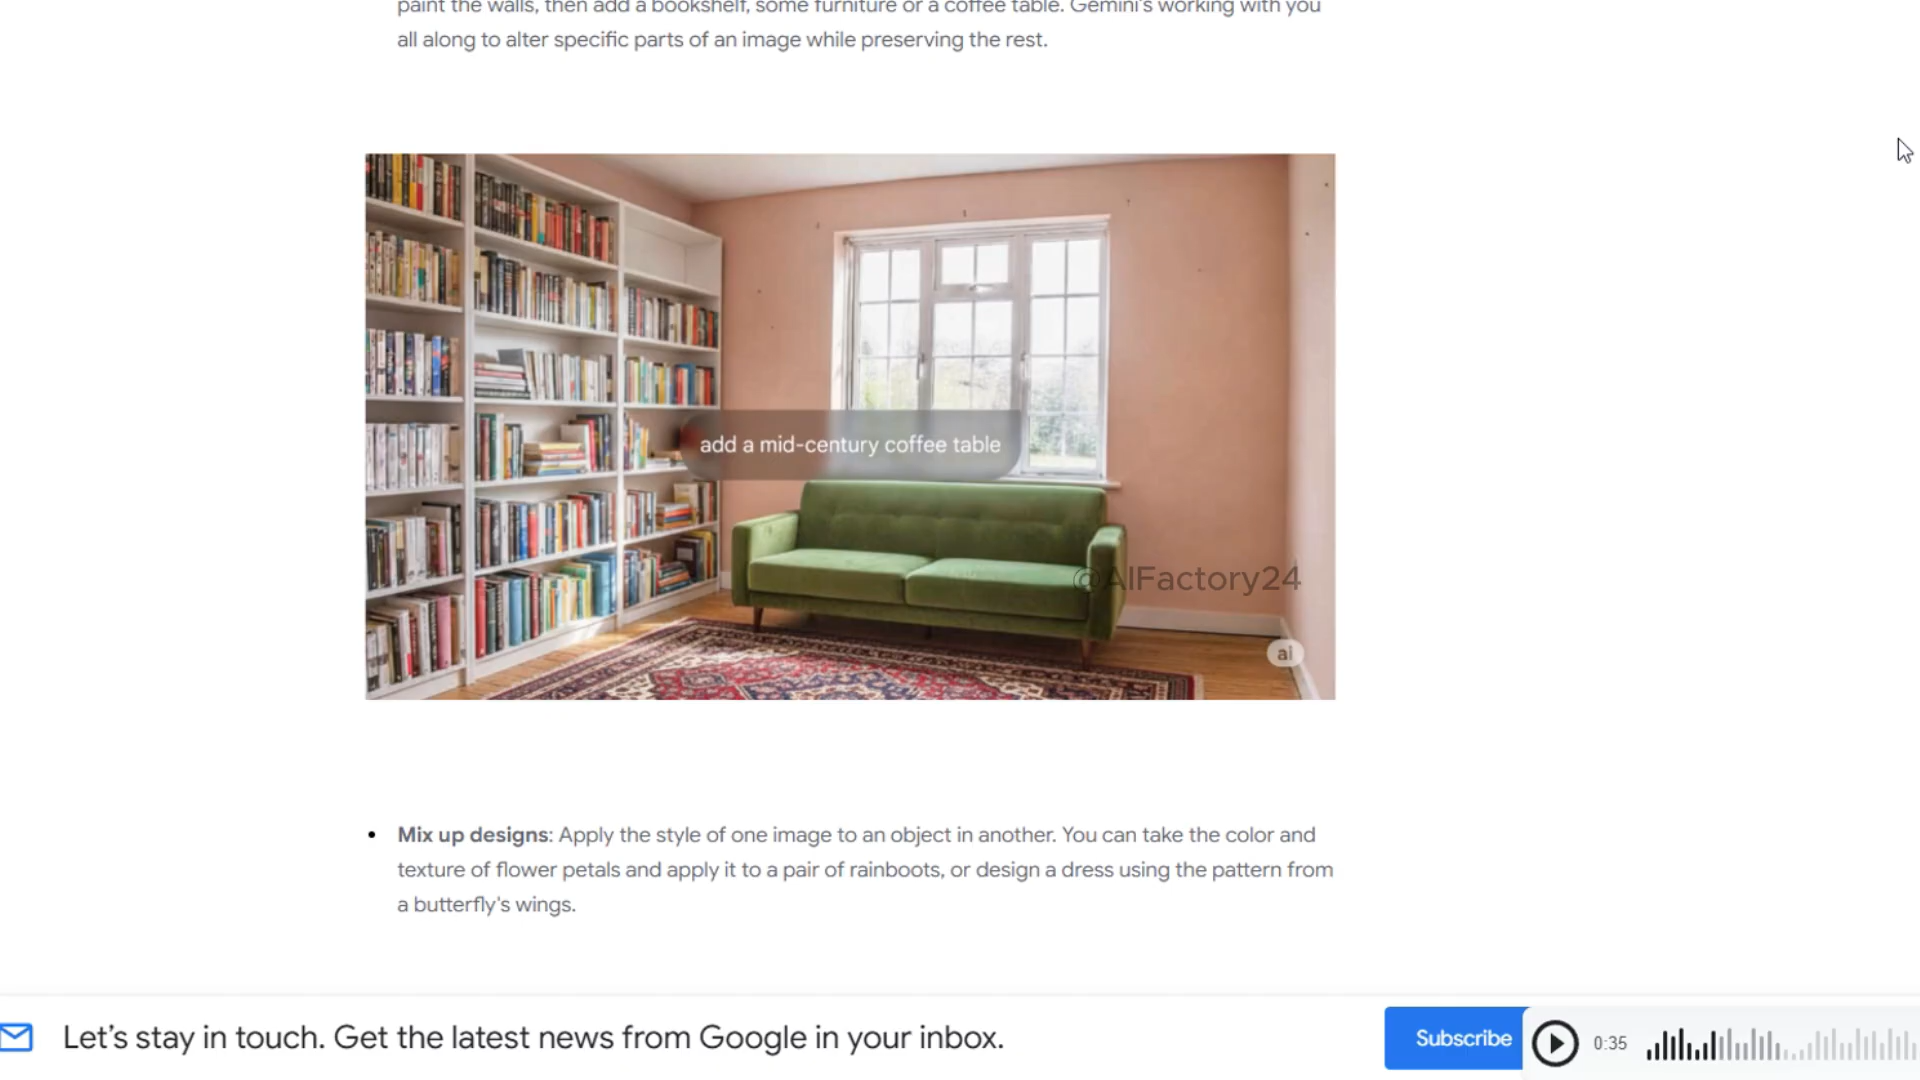 paint the walls, then add a bookshelf, some furniture or a coffee table. Gemini's working with you
all along to alter specific parts of an image while preserving the rest.
add a mid-century coffee table
@AIFactory24
ai
• Mix up designs: Apply the style of one image to an object in another. You can take the color and
texture of flower petals and apply it to a pair of rainboots, or design a dress using the pattern from
a butterfly's wings.
Let's stay in touch. Get the latest news from Google in your inbox.
Subscribe
0:35